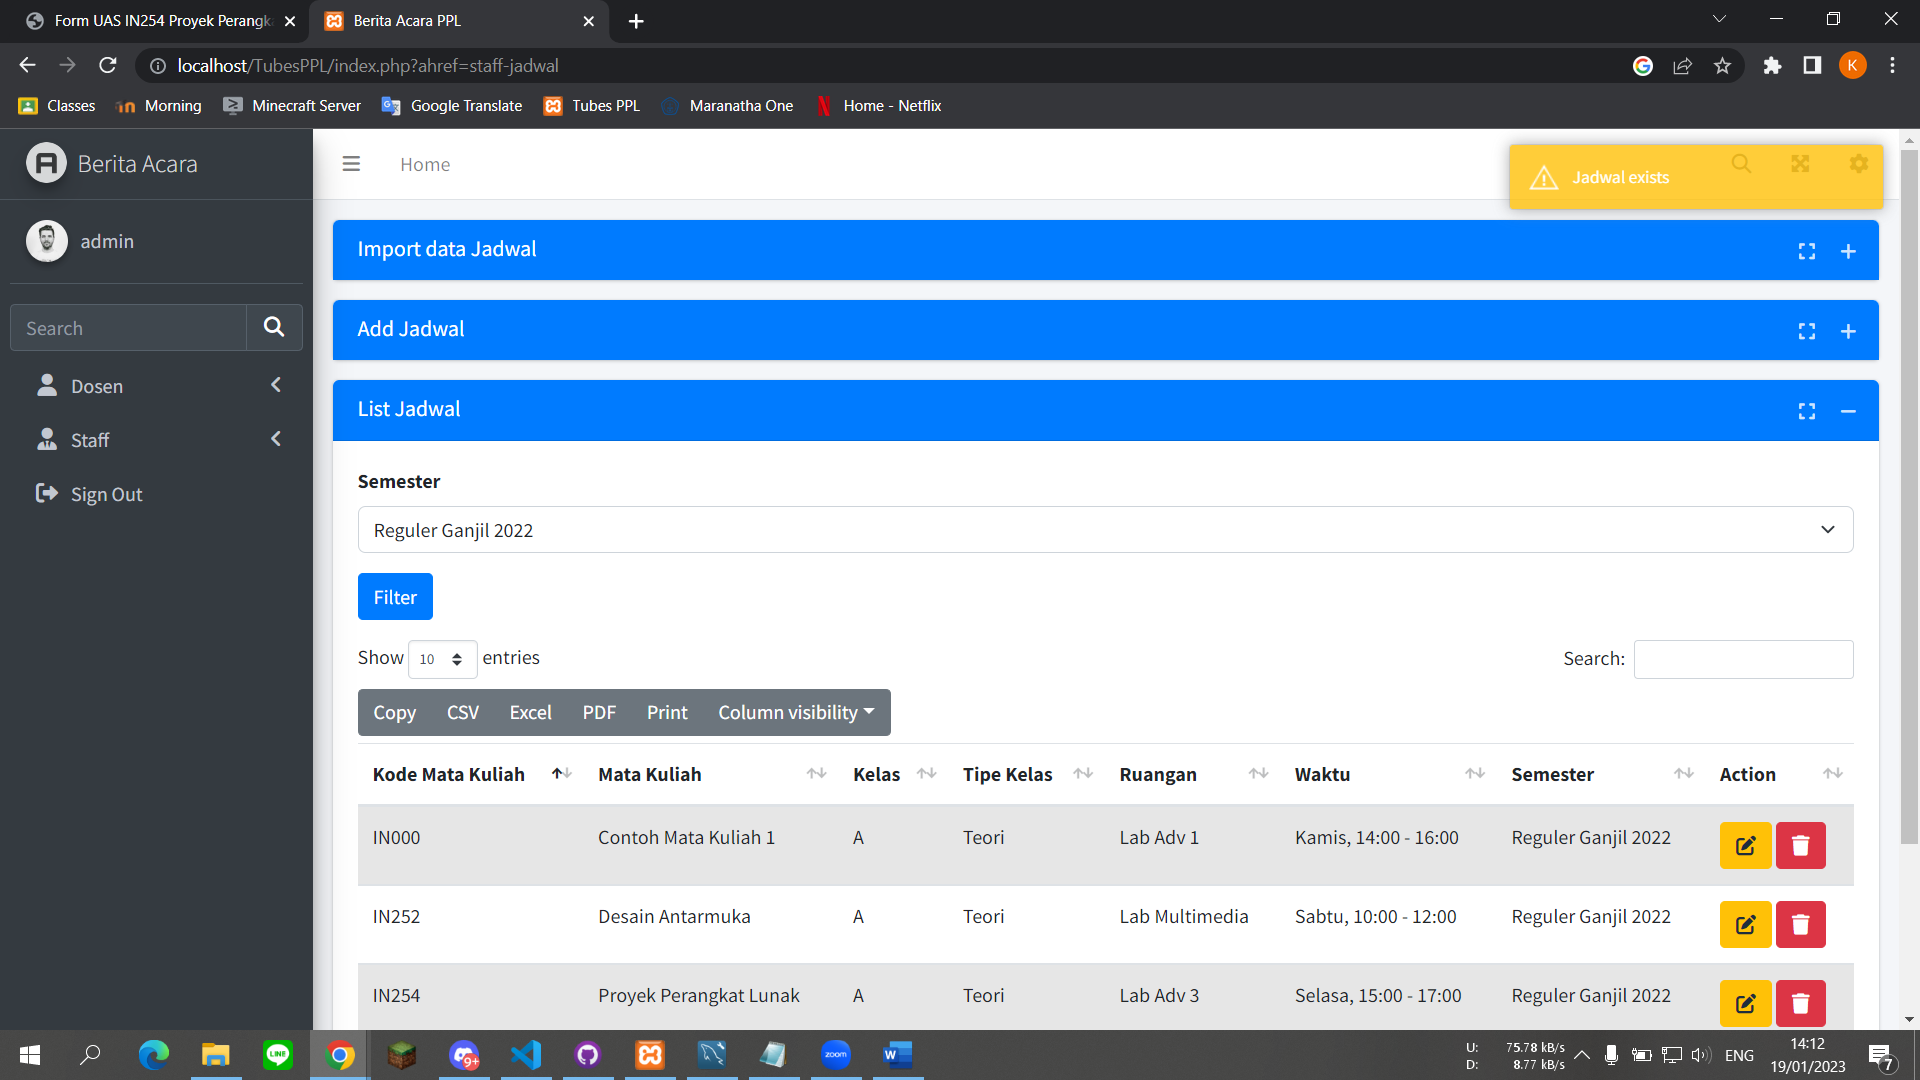 Form UAS IN254 Proyek Perangka
Berita Acara PPL
localhost/TubesPPL/index.php?ahref=staff-jadwal
K
Classes
Morning
Minecraft Server
Google Translate
Tubes PPL
Maranatha One
Home - Netflix
Berita Acara
Home
Jadwal exists
admin
Search
Dosen
Staff
Sign Out
Import data Jadwal
Add Jadwal
List Jadwal
Semester
Reguler Ganjil 2022
Filter
Show 10 entries
Search:
Copy CSV Excel PDF Print Column visibility
Kode Mata Kuliah Mata Kuliah Kelas Tipe Kelas Ruangan Waktu Semester Action
IN000 Contoh Mata Kuliah 1 A Teori Lab Adv 1 Kamis, 14:00 - 16:00 Reguler Ganjil 2022
IN252 Desain Antarmuka A Teori Lab Multimedia Sabtu, 10:00 - 12:00 Reguler Ganjil 2022
IN254 Proyek Perangkat Lunak A Teori Lab Adv 3 Selasa, 15:00 - 17:00 Reguler Ganjil 2022
LINE
9+
zoom
W
U: 75.78 kB/s
D: 8.77 kB/s
ENG
14:12
19/01/2023
7